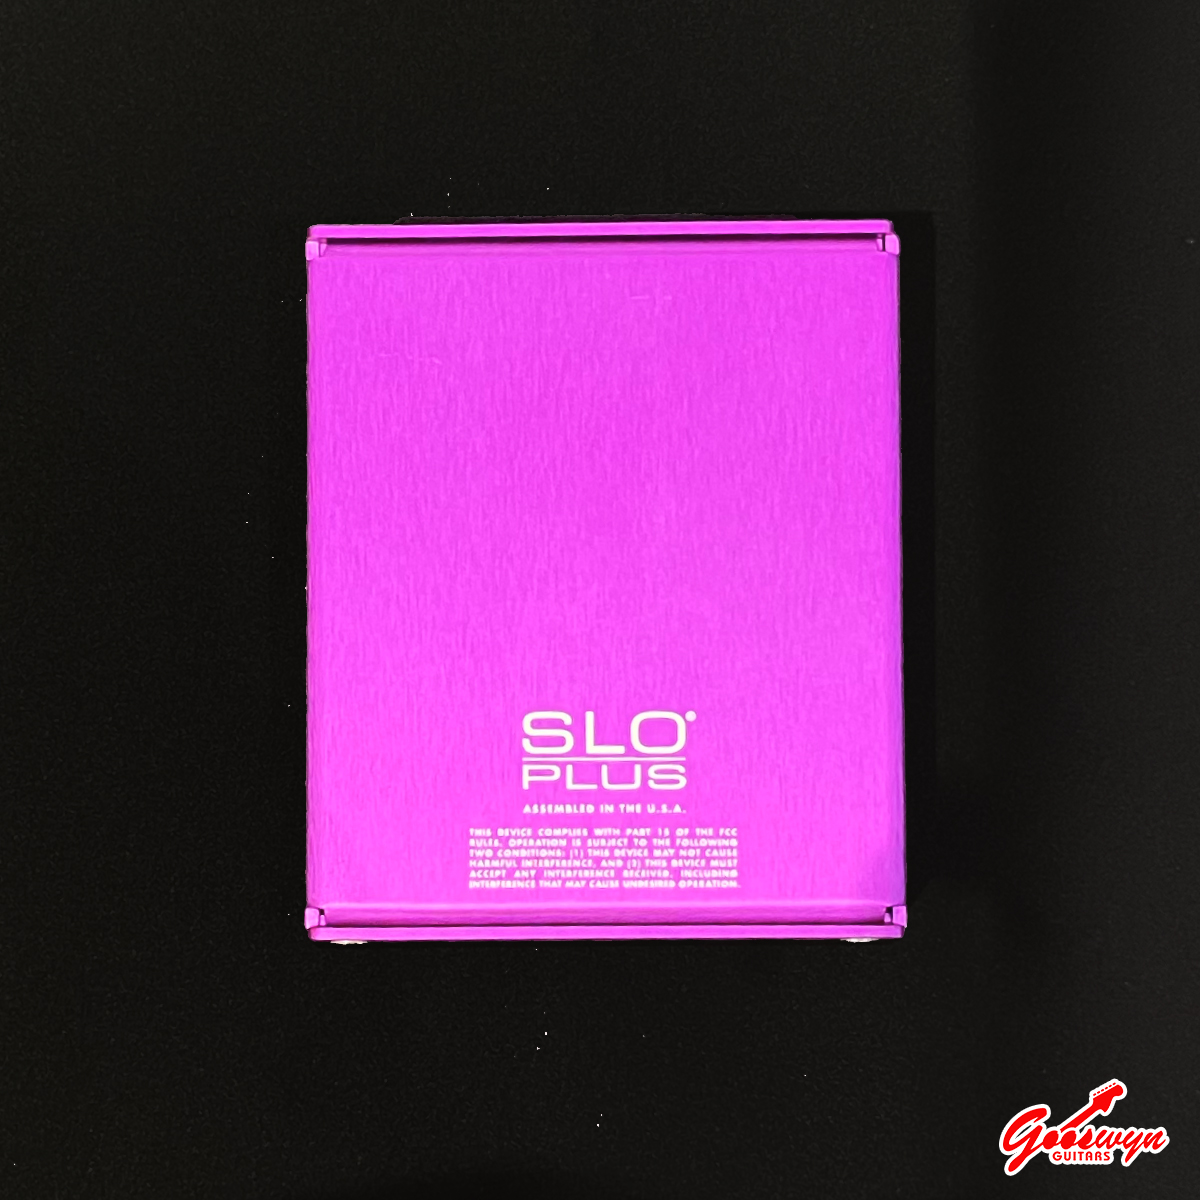 SLO®
PLUS
ASSEMBLED IN THE U.S.A.
THIS DEVICE COMPLIES WITH PART 15 OF THE FCC
RULES. OPERATION IS SUBJECT TO THE FOLLOWING
TWO CONDITIONS: (1) THIS DEVICE MAY NOT CAUSE
HARMFUL INTERFERENCE, AND (2) THIS DEVICE MUST
ACCEPT ANY INTERFERENCE RECEIVED, INCLUDING
INTERFERENCE THAT MAY CAUSE UNDESIRED OPERATION.
Gooswyn
GUITARS